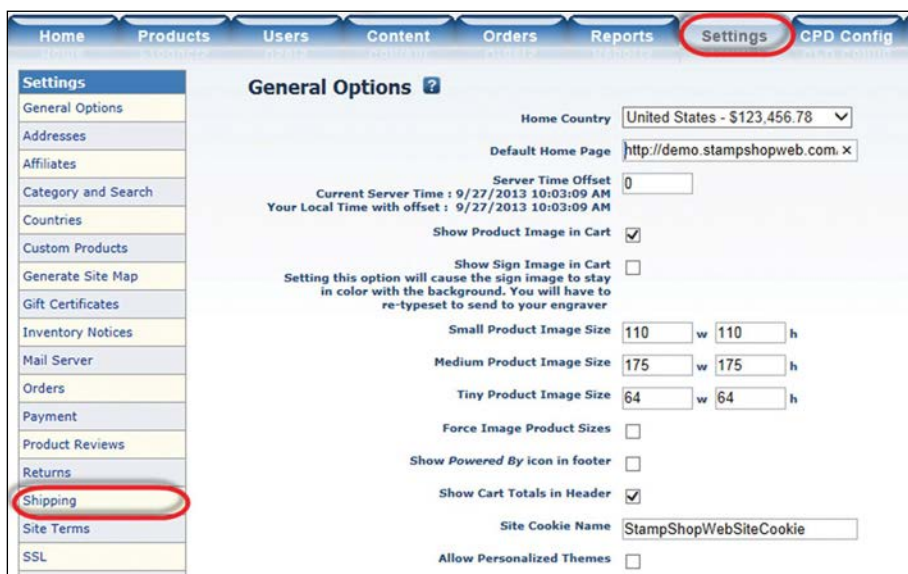 Home Products Users Content Orders Reports Settings CPD Config
Settings
General Options
Addresses
Affiliates
Category and Search
Countries
Custom Products
Generate Site Map
Gift Certificates
Inventory Notices
Mail Server
Orders
Payment
Product Reviews
Returns
Shipping
Site Terms
SSL
General Options ?
Home Country United States - $123,456.78
Default Home Page http://demo.stampshopweb.com. ×
Server Time Offset 0
Current Server Time : 9/27/2013 10:03:09 AM
Your Local Time with offset : 9/27/2013 10:03:09 AM
Show Product Image in Cart
Show Sign Image in Cart
Setting this option will cause the sign image to stay
in color with the background. You will have to
re-typeset to send to your engraver
Small Product Image Size 110 w 110 h
Medium Product Image Size 175 w 175 h
Tiny Product Image Size 64 w 64 h
Force Image Product Sizes
Show Powered By icon in footer
Show Cart Totals in Header
Site Cookie Name StampShopWebSiteCookie
Allow Personalized Themes